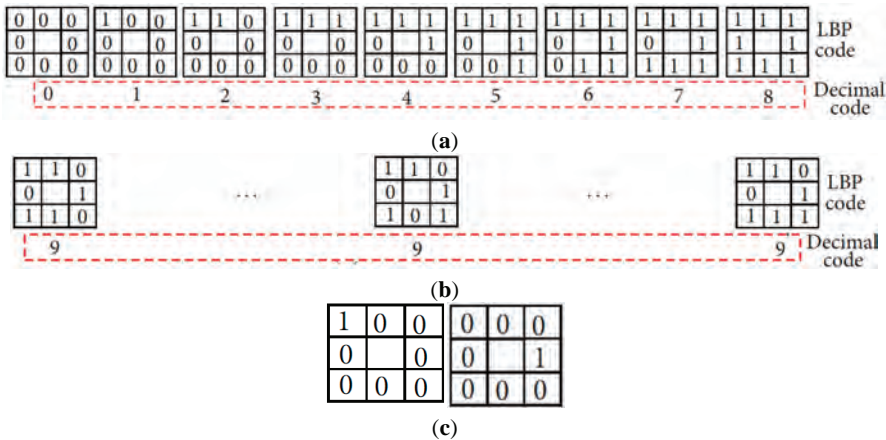 0 0 0 1 0 0 1 1 0 1 1 1 1 1 1 1 1 1 1 1 1 1 1 1 1 1 1
0 0 0 0 0 0 0 0 0 1 0 1 0 1 0 1 1 1 LBP code
0 0 0 0 0 0 0 0 0 0 0 0 0 0 0 0 0 1 0 1 1 1 1 1 1 1 1
0 1 2 3 4 5 6 7 8 Decimal code
(a)
1 1 0 1 1 0 1 1 0
0 1 ... 0 1 ... 0 1 LBP code
1 1 0 1 0 1 1 1 1
9 9 9 Decimal code
(b)
1 0 0 0 0 0
0 0 0 1
0 0 0 0 0 0
(c)